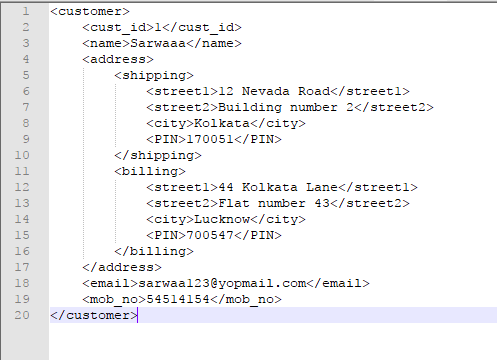 1 <customer>
2 <cust_id>1</cust_id>
3 <name>Sarwaaa</name>
4 <address>
5 <shipping>
6 <street1>12 Nevada Road</street1>
7 <street2>Building number 2</street2>
8 <city>Kolkata</city>
9 <PIN>170051</PIN>
10 </shipping>
11 <billing>
12 <street1>44 Kolkata Lane</street1>
13 <street2>Flat number 43</street2>
14 <city>Lucknow</city>
15 <PIN>700547</PIN>
16 </billing>
17 </address>
18 <email>sarwaa123@yopmail.com</email>
19 <mob_no>54514154</mob_no>
20 </customer>